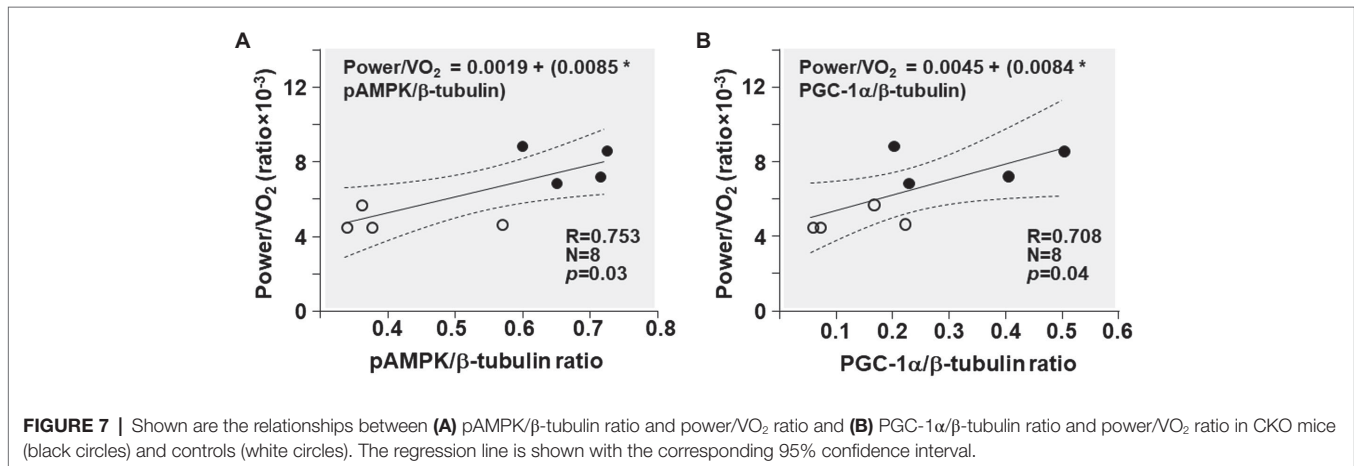 A
Power/VO₂ = 0.0019 + (0.0085 *
pAMPK/β-tubulin)
Power/VO₂ (ratio×10⁻³)
12
8
4
0
R=0.753
N=8
p=0.03
0.4 0.5 0.6 0.7 0.8
pAMPK/β-tubulin ratio
B
Power/VO₂ = 0.0045 + (0.0084 *
PGC-1α/β-tubulin)
Power/VO₂ (ratio×10⁻³)
12
8
4
0
R=0.708
N=8
p=0.04
0.1 0.2 0.3 0.4 0.5 0.6
PGC-1α/β-tubulin ratio
FIGURE 7 | Shown are the relationships between (A) pAMPK/β-tubulin ratio and power/VO₂ ratio and (B) PGC-1α/β-tubulin ratio and power/VO₂ ratio in CKO mice
(black circles) and controls (white circles). The regression line is shown with the corresponding 95% confidence interval.